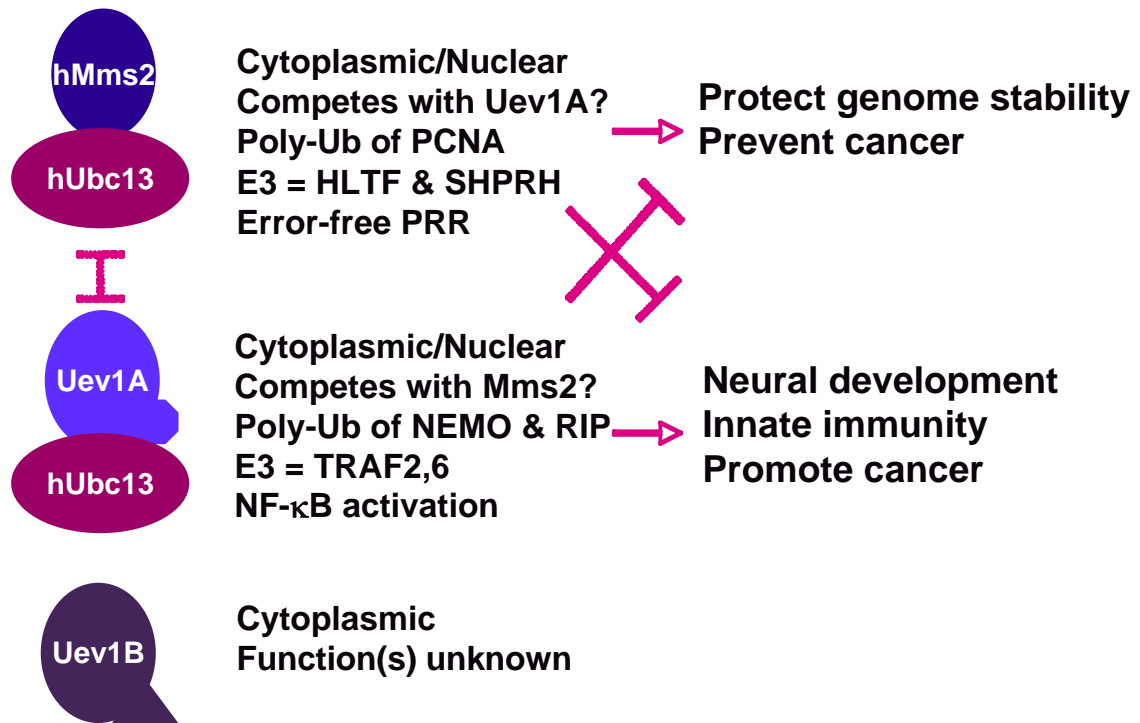 hMms2
hUbc13
Cytoplasmic/Nuclear
Competes with Uev1A?
Poly-Ub of PCNA
E3 = HLTF & SHPRH
Error-free PRR
Protect genome stability
Prevent cancer
Uev1A
hUbc13
Cytoplasmic/Nuclear
Competes with Mms2?
Poly-Ub of NEMO & RIP
E3 = TRAF2,6
NF-κB activation
Neural development
Innate immunity
Promote cancer
Uev1B
Cytoplasmic
Function(s) unknown